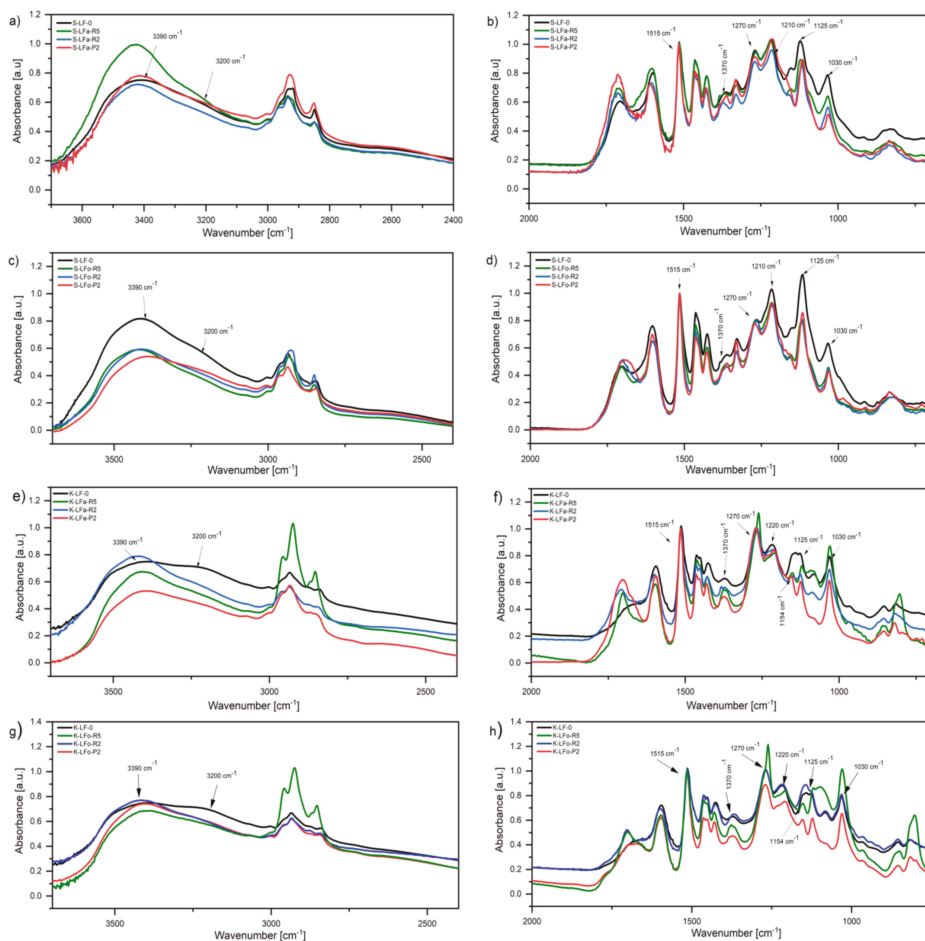 a)
S-LF-0
S-LFa-R5
S-LFa-R2
S-LFa-P2
3390 cm-1
3200 cm-1
Absorbance [a.u]
1.2
1.0
0.8
0.6
0.4
0.2
0.0
3600 3400 3200 3000 2800 2600 2400
Wavenumber [cm-1]
b)
S-LF-0
S-LFa-R5
S-LFa-R2
S-LFa-P2
1515 cm-1
1370 cm-1
1270 cm-1
1210 cm-1
1125 cm-1
1030 cm-1
Absorbance [a.u.]
1.2
1.0
0.8
0.6
0.4
0.2
0.0
2000 1500 1000
Wavenumber [cm-1]
c)
S-LF-0
S-LFo-R5
S-LFo-R2
S-LFo-P2
3390 cm-1
3200 cm-1
Absorbance [a.u.]
1.2
1.0
0.8
0.6
0.4
0.2
0.0
3500 3000 2500
Wavenumber [cm-1]
d)
S-LF-0
S-LFo-R5
S-LFo-R2
S-LFo-P2
1515 cm-1
1370 cm-1
1270 cm-1
1210 cm-1
1125 cm-1
1030 cm-1
Absorbance [a.u.]
1.2
1.0
0.8
0.6
0.4
0.2
0.0
2000 1500 1000
Wavenumber [cm-1]
e)
K-LF-0
K-LFa-R5
K-LFa-R2
K-LFa-P2
3390 cm-1
3200 cm-1
Absorbance [a.u.]
1.2
1.0
0.8
0.6
0.4
0.2
0.0
3500 3000 2500
Wavenumber [cm-1]
f)
K-LF-0
K-LFa-R5
K-LFa-R2
K-LFa-P2
1515 cm-1
1370 cm-1
1270 cm-1
1220 cm-1
1154 cm-1
1125 cm-1
1030 cm-1
Absorbance [a.u.]
1.2
1.0
0.8
0.6
0.4
0.2
0.0
2000 1500 1000
Wavenumber [cm-1]
g)
K-LF-0
K-LFo-R5
K-LFo-R2
K-LFo-P2
3390 cm-1
3200 cm-1
Absorbance [a.u.]
1.4
1.2
1.0
0.8
0.6
0.4
0.2
0.0
3500 3000 2500
Wavenumber [cm-1]
h)
K-LF-0
K-LFo-R5
K-LFo-R2
K-LFo-P2
1515 cm-1
1370 cm-1
1270 cm-1
1220 cm-1
1154 cm-1
1125 cm-1
1030 cm-1
Absorbance [a.u.]
1.4
1.2
1.0
0.8
0.6
0.4
0.2
0.0
2000 1500 1000
Wavenumber [cm-1]